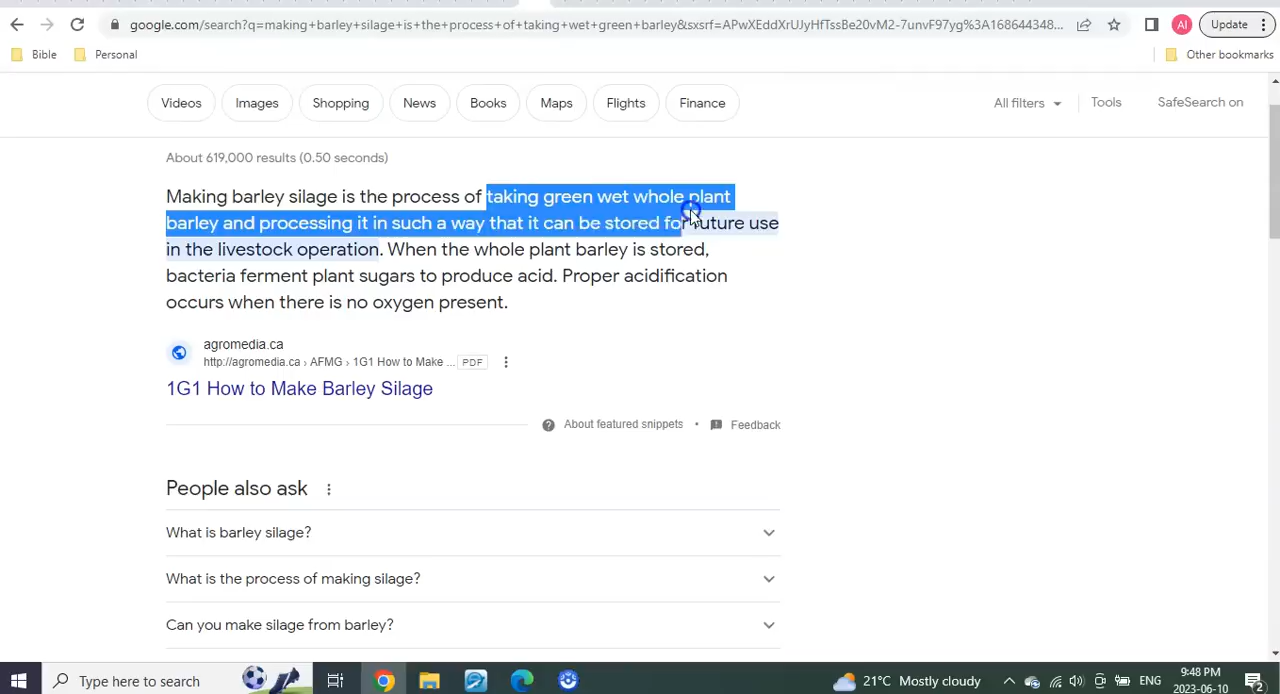 google.com/search?q=making+barley+silage+is+the+process+of+taking+wet+green+barley&sxsrf=APwXEddXrUJyHfTssBe20vM2-7unvF97yg%3A168644348...
AI
Update
Bible
Personal
Other bookmarks
Videos
Images
Shopping
News
Books
Maps
Flights
Finance
All filters
Tools
SafeSearch on
About 619,000 results (0.50 seconds)
Making barley silage is the process of taking green wet whole plant
barley and processing it in such a way that it can be stored for future use
in the livestock operation. When the whole plant barley is stored,
bacteria ferment plant sugars to produce acid. Proper acidification
occurs when there is no oxygen present.
agromedia.ca
http://agromedia.ca › AFMG › 1G1 How to Make ... PDF
1G1 How to Make Barley Silage
About featured snippets • Feedback
People also ask
What is barley silage?
What is the process of making silage?
Can you make silage from barley?
Type here to search
21°C Mostly cloudy
ENG
9:48 PM
2023-06-10
2